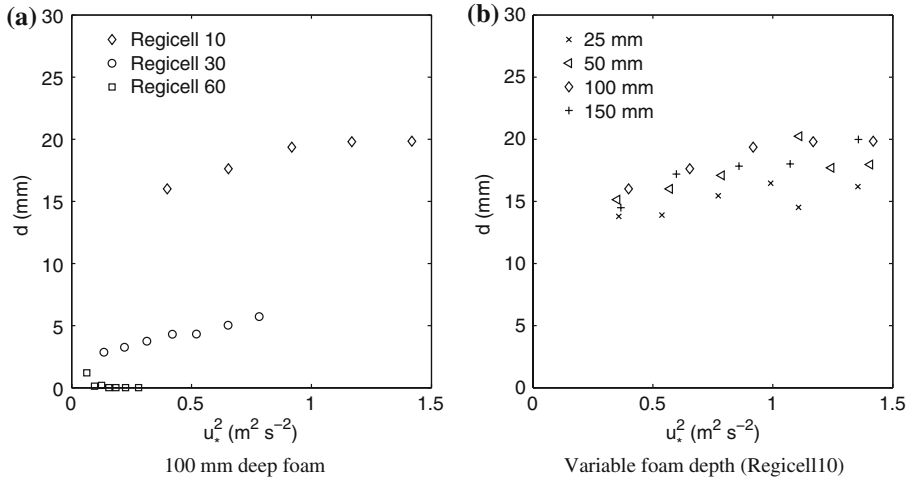 (a)
30
25
20
15
10
5
0
d (mm)
Regicell 10
Regicell 30
Regicell 60
0
0.5
1
1.5
u*² (m² s⁻²)
100 mm deep foam
(b)
30
25
20
15
10
5
0
d (mm)
25 mm
50 mm
100 mm
150 mm
0
0.5
1
1.5
u*² (m² s⁻²)
Variable foam depth (Regicell10)